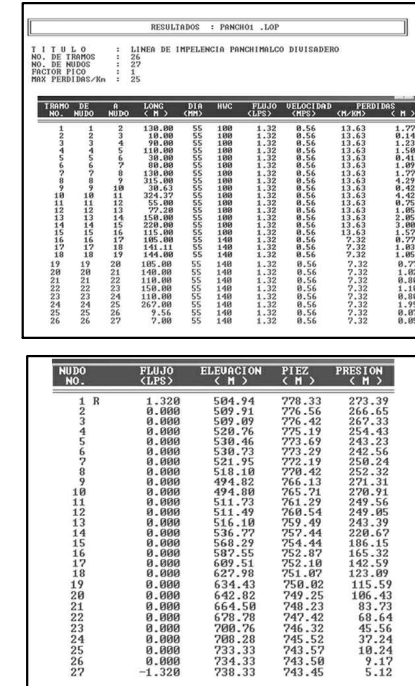 RESULTADOS : PANCHO1 .LOP
T I T U L O : LINEA DE IMPELENCIA PANCHIMALCO DIVISADERO
NO. DE TRAMOS : 26
NO. DE NUDOS : 27
FACTOR PICO : 1
MAX PERDIDAS/Km : 25
TRAMO DE A LONG DIA HWC FLUJO VELOCIDAD PERDIDAS
NO. NUDO NUDO ( M ) (MM) (LPS) (MPS) (M/KM) ( M )
1 1 2 130.00 55 100 1.32 0.56 13.63 1.77
2 2 3 10.00 55 100 1.32 0.56 13.63 0.14
3 3 4 90.00 55 100 1.32 0.56 13.63 1.23
4 4 5 110.00 55 100 1.32 0.56 13.63 1.50
5 5 6 30.00 55 100 1.32 0.56 13.63 0.41
6 6 7 80.00 55 100 1.32 0.56 13.63 1.09
7 7 8 130.00 55 100 1.32 0.56 13.63 1.77
8 8 9 315.00 55 100 1.32 0.56 13.63 4.29
9 9 10 30.63 55 100 1.32 0.56 13.63 0.42
10 10 11 324.37 55 100 1.32 0.56 13.63 4.42
11 11 12 55.00 55 100 1.32 0.56 13.63 0.75
12 12 13 77.20 55 100 1.32 0.56 13.63 1.05
13 13 14 150.00 55 100 1.32 0.56 13.63 2.05
14 14 15 220.00 55 100 1.32 0.56 13.63 3.00
15 15 16 115.00 55 100 1.32 0.56 13.63 1.57
16 16 17 105.00 55 140 1.32 0.56 7.32 0.77
17 17 18 141.11 55 140 1.32 0.56 7.32 1.03
18 18 19 144.00 55 140 1.32 0.56 7.32 1.05
19 19 20 105.00 55 140 1.32 0.56 7.32 0.77
20 20 21 140.00 55 140 1.32 0.56 7.32 1.02
21 21 22 110.00 55 140 1.32 0.56 7.32 0.80
22 22 23 150.00 55 140 1.32 0.56 7.32 1.10
23 23 24 110.00 55 140 1.32 0.56 7.32 0.80
24 24 25 267.00 55 140 1.32 0.56 7.32 1.95
25 25 26 9.56 55 140 1.32 0.56 7.32 0.07
26 26 27 7.00 55 140 1.32 0.56 7.32 0.05
NUDO FLUJO ELEVACION PIEZ PRESION
NO. (LPS) ( M ) ( M ) ( M )
1 R 1.320 504.94 778.33 273.39
2 0.000 509.91 776.56 266.65
3 0.000 509.09 776.42 267.33
4 0.000 520.76 775.19 254.43
5 0.000 530.46 773.69 243.23
6 0.000 530.73 773.29 242.56
7 0.000 521.95 772.19 250.24
8 0.000 518.10 770.42 252.32
9 0.000 494.82 766.13 271.31
10 0.000 494.80 765.71 270.91
11 0.000 511.73 761.29 249.56
12 0.000 511.49 760.54 249.05
13 0.000 516.10 759.49 243.39
14 0.000 536.77 757.44 220.67
15 0.000 568.29 754.44 186.15
16 0.000 587.55 752.87 165.32
17 0.000 609.51 752.10 142.59
18 0.000 627.98 751.07 123.09
19 0.000 634.43 750.02 115.59
20 0.000 642.82 749.25 106.43
21 0.000 664.50 748.23 83.73
22 0.000 678.78 747.42 68.64
23 0.000 700.76 746.32 45.56
24 0.000 708.28 745.52 37.24
25 0.000 733.33 743.57 10.24
26 0.000 734.33 743.50 9.17
27 -1.320 738.33 743.45 5.12